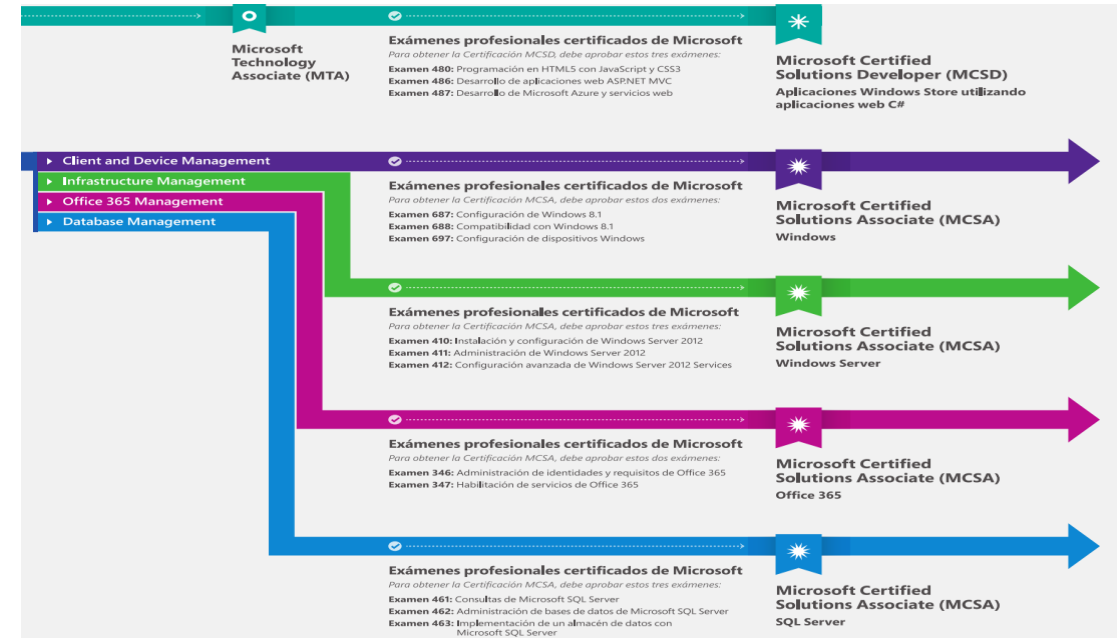 Microsoft
Technology
Associate (MTA)
Exámenes profesionales certificados de Microsoft
Para obtener la Certificación MCSD, debe aprobar estos tres exámenes:
Examen 480: Programación en HTML5 con JavaScript y CSS3
Examen 486: Desarrollo de aplicaciones web ASP.NET MVC
Examen 487: Desarrollo de Microsoft Azure y servicios web
Microsoft Certified
Solutions Developer (MCSD)
Aplicaciones Windows Store utilizando
aplicaciones web C#
Client and Device Management
Infrastructure Management
Office 365 Management
Database Management
Exámenes profesionales certificados de Microsoft
Para obtener la Certificación MCSA, debe aprobar estos dos exámenes:
Examen 687: Configuración de Windows 8.1
Examen 688: Compatibilidad con Windows 8.1
Examen 697: Configuración de dispositivos Windows
Microsoft Certified
Solutions Associate (MCSA)
Windows
Exámenes profesionales certificados de Microsoft
Para obtener la Certificación MCSA, debe aprobar estos tres exámenes:
Examen 410: Instalación y configuración de Windows Server 2012
Examen 411: Administración de Windows Server 2012
Examen 412: Configuración avanzada de Windows Server 2012 Services
Microsoft Certified
Solutions Associate (MCSA)
Windows Server
Exámenes profesionales certificados de Microsoft
Para obtener la Certificación MCSA, debe aprobar estos dos exámenes:
Examen 346: Administración de identidades y requisitos de Office 365
Examen 347: Habilitación de servicios de Office 365
Microsoft Certified
Solutions Associate (MCSA)
Office 365
Exámenes profesionales certificados de Microsoft
Para obtener la Certificación MCSA, debe aprobar estos tres exámenes:
Examen 461: Consultas de Microsoft SQL Server
Examen 462: Administración de bases de datos de Microsoft SQL Server
Examen 463: Implementación de un almacén de datos con
Microsoft SQL Server
Microsoft Certified
Solutions Associate (MCSA)
SQL Server